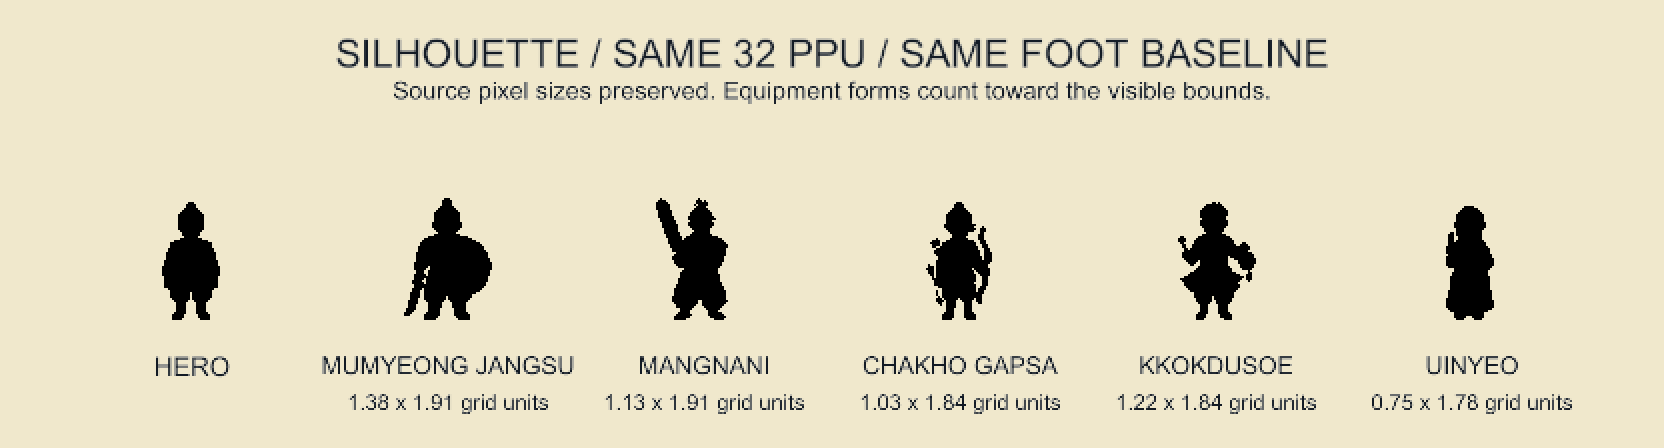 SILHOUETTE / SAME 32 PPU / SAME FOOT BASELINE
Source pixel sizes preserved. Equipment forms count toward the visible bounds.
HERO
MUMYEONG JANGSU
MANGNANI
CHAKHO GAPSA
KKOKDUSOE
UINYEO
1.38 x 1.91 grid units
1.13 x 1.91 grid units
1.03 x 1.84 grid units
1.22 x 1.84 grid units
0.75 x 1.78 grid units